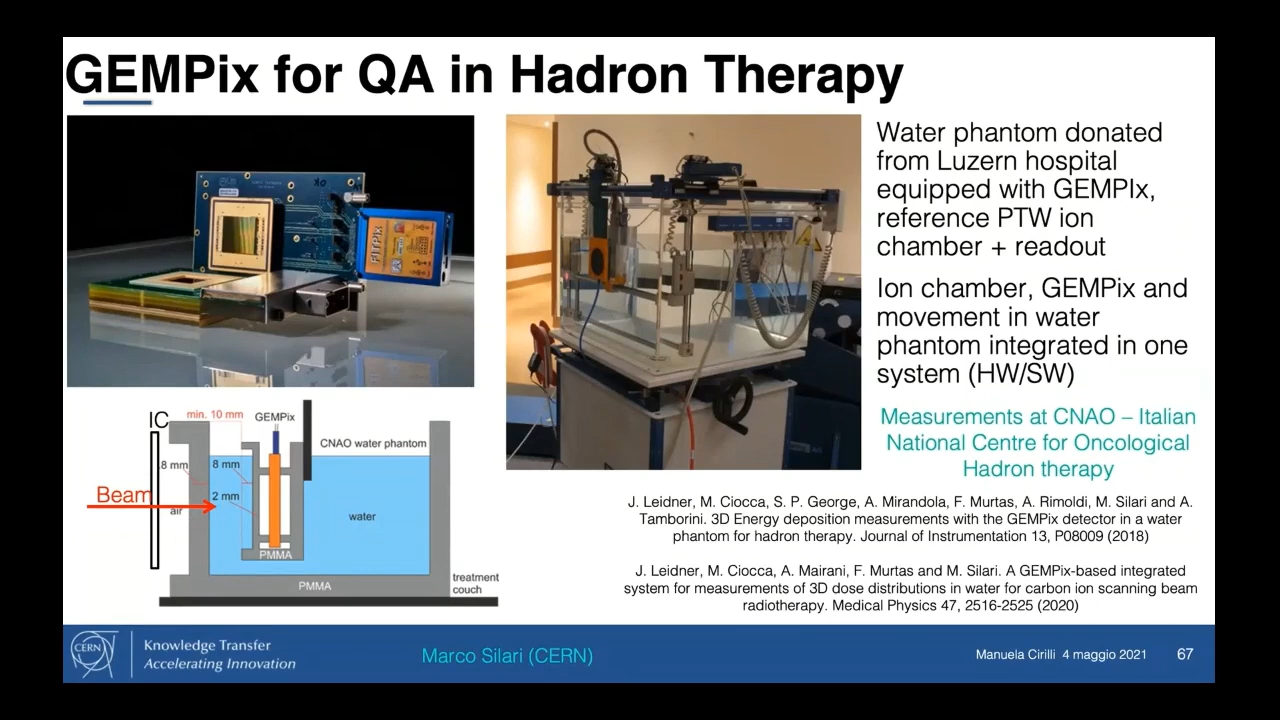 GEMPix for QA in Hadron Therapy
FITPIX
Water phantom donated
from Luzern hospital
equipped with GEMPIx,
reference PTW ion
chamber + readout
Ion chamber, GEMPix and
movement in water
phantom integrated in one
system (HW/SW)
Measurements at CNAO – Italian
National Centre for Oncological
Hadron therapy
IC
min. 10 mm
GEMPix
CNAO water phantom
8 mm
8 mm
Beam
2 mm
air
water
PMMA
PMMA
treatment
couch
J. Leidner, M. Ciocca, S. P. George, A. Mirandola, F. Murtas, A. Rimoldi, M. Silari and A.
Tamborini. 3D Energy deposition measurements with the GEMPix detector in a water
phantom for hadron therapy. Journal of Instrumentation 13, P08009 (2018)
J. Leidner, M. Ciocca, A. Mairani, F. Murtas and M. Silari. A GEMPix-based integrated
system for measurements of 3D dose distributions in water for carbon ion scanning beam
radiotherapy. Medical Physics 47, 2516-2525 (2020)
CERN
Knowledge Transfer
Accelerating Innovation
Marco Silari (CERN)
Manuela Cirilli 4 maggio 2021
67